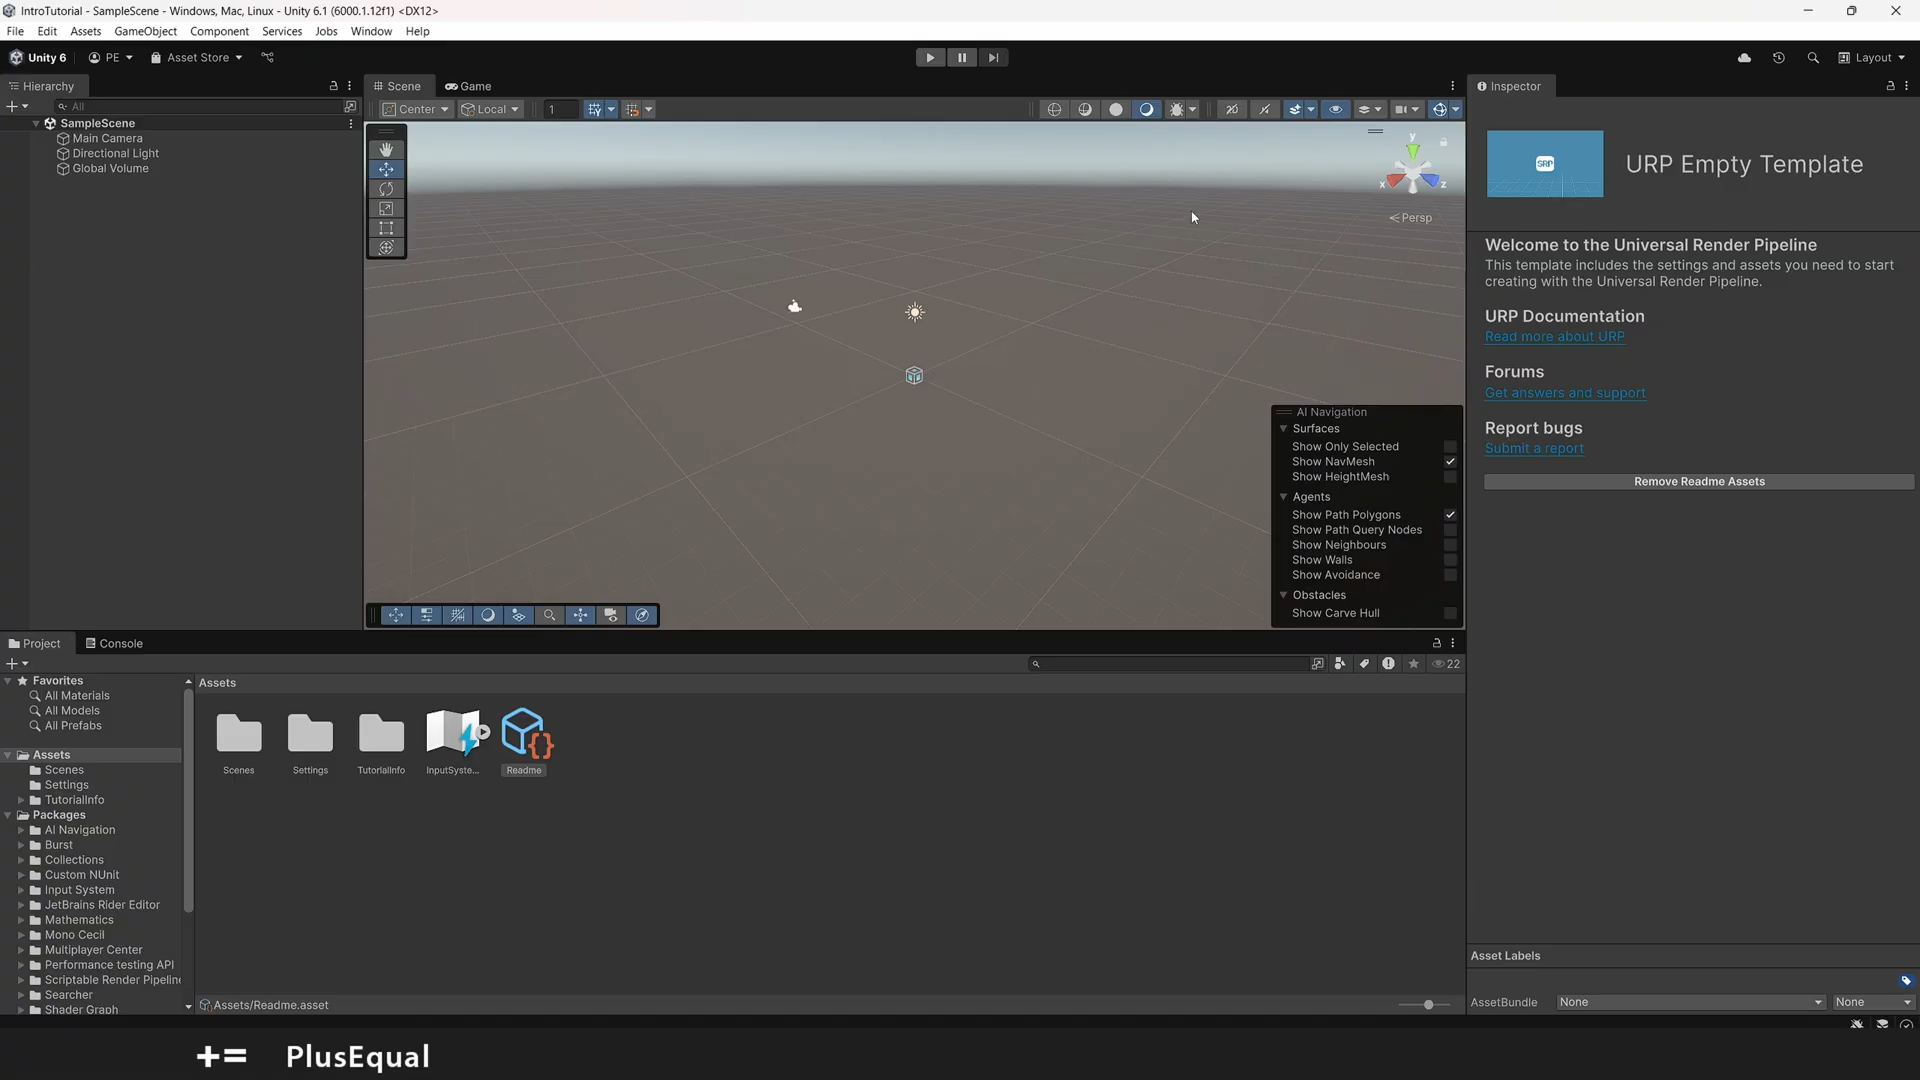 IntroTutorial - SampleScene - Windows, Mac, Linux - Unity 6.1 (6000.1.12f1) <DX12>
File Edit Assets GameObject Component Services Jobs Window Help
Unity 6 PE Asset Store Layout
Hierarchy
All
SampleScene
Main Camera
Directional Light
Global Volume
Scene Game
Center Local 1 2D
y
x z
Persp
AI Navigation
Surfaces
Show Only Selected
Show NavMesh
Show HeightMesh
Agents
Show Path Polygons
Show Path Query Nodes
Show Neighbours
Show Walls
Show Avoidance
Obstacles
Show Carve Hull
Inspector
SRP
URP Empty Template
Welcome to the Universal Render Pipeline
This template includes the settings and assets you need to start
creating with the Universal Render Pipeline.
URP Documentation
Read more about URP
Forums
Get answers and support
Report bugs
Submit a report
Remove Readme Assets
Asset Labels
AssetBundle None None
Project Console
22
Favorites
All Materials
All Models
All Prefabs
Assets
Scenes
Settings
TutorialInfo
Packages
AI Navigation
Burst
Collections
Custom NUnit
Input System
JetBrains Rider Editor
Mathematics
Mono Cecil
Multiplayer Center
Performance testing API
Scriptable Render Pipeline
Searcher
Shader Graph
Assets
Scenes Settings TutorialInfo InputSyste... Readme
Assets/Readme.asset
+= PlusEqual